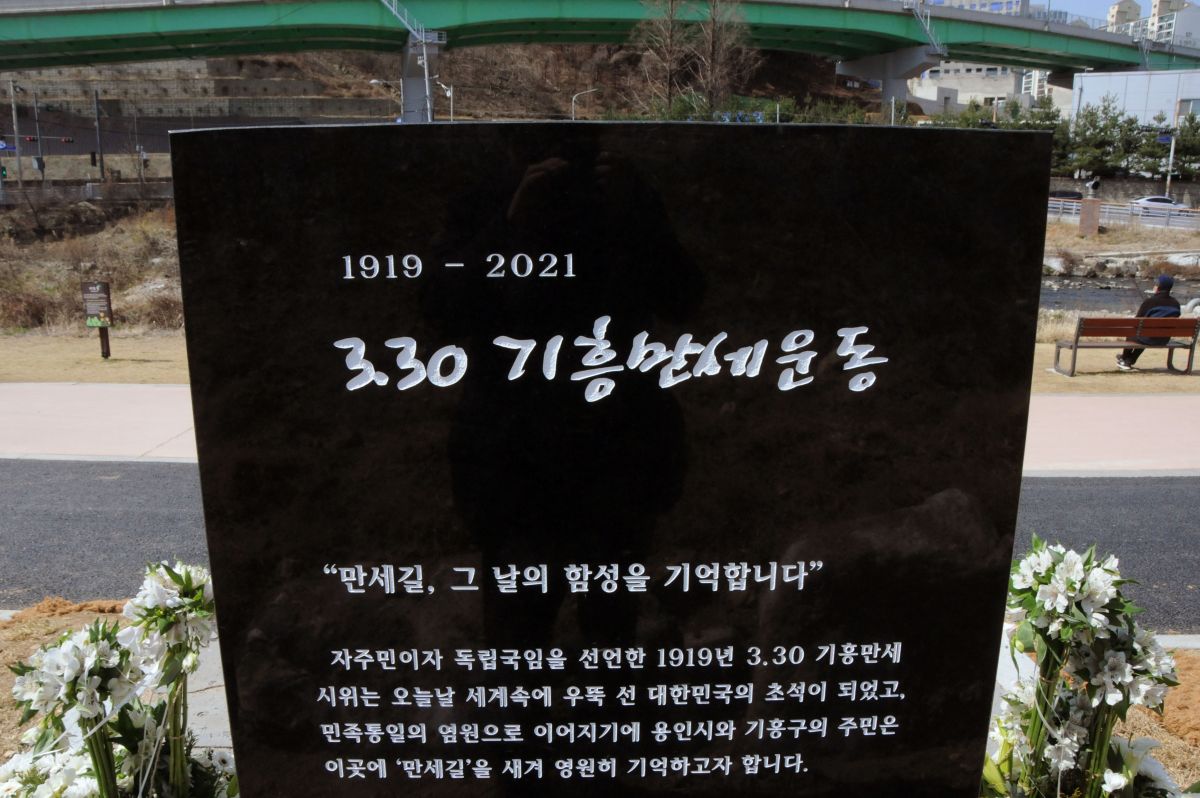 1919 - 2021
3.30 기흥만세운동
“만세길, 그 날의 함성을 기억합니다”
자주민이자 독립국임을 선언한 1919년 3.30 기흥만세
시위는 오늘날 세계속에 우뚝 선 대한민국의 초석이 되었고,
민족통일의 염원으로 이어지기에 용인시와 기흥구의 주민은
이곳에 ‘만세길’을 새겨 영원히 기억하고자 합니다.